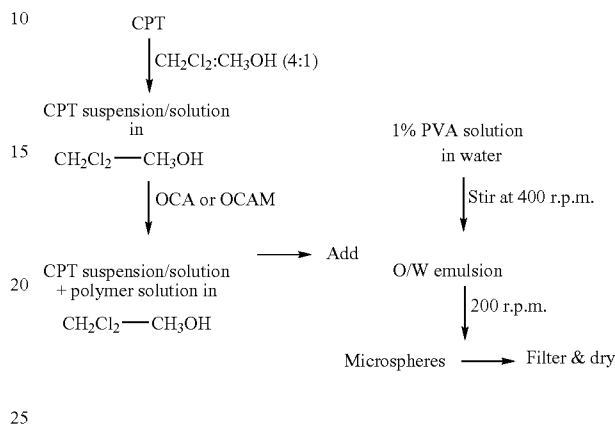 10
CPT
CH2Cl2:CH3OH (4:1)
CPT suspension/solution
in
15
CH2Cl2—CH3OH
OCA or OCAM
CPT suspension/solution
20
+ polymer solution in
CH2Cl2—CH3OH
Add
1% PVA solution
in water
Stir at 400 r.p.m.
O/W emulsion
200 r.p.m.
Microspheres
Filter & dry
25